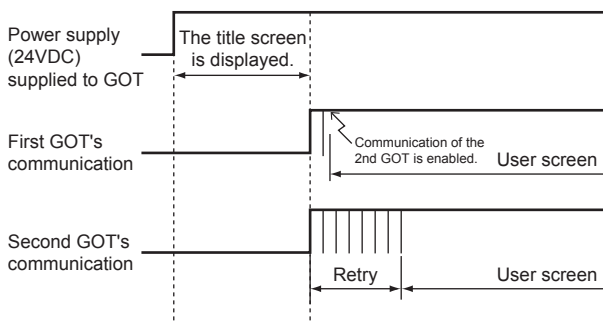 Power supply
(24VDC)
supplied to GOT
The title screen
is displayed.
First GOT's
communication
Communication of the
2nd GOT is enabled.
User screen
Second GOT's
communication
Retry
User screen